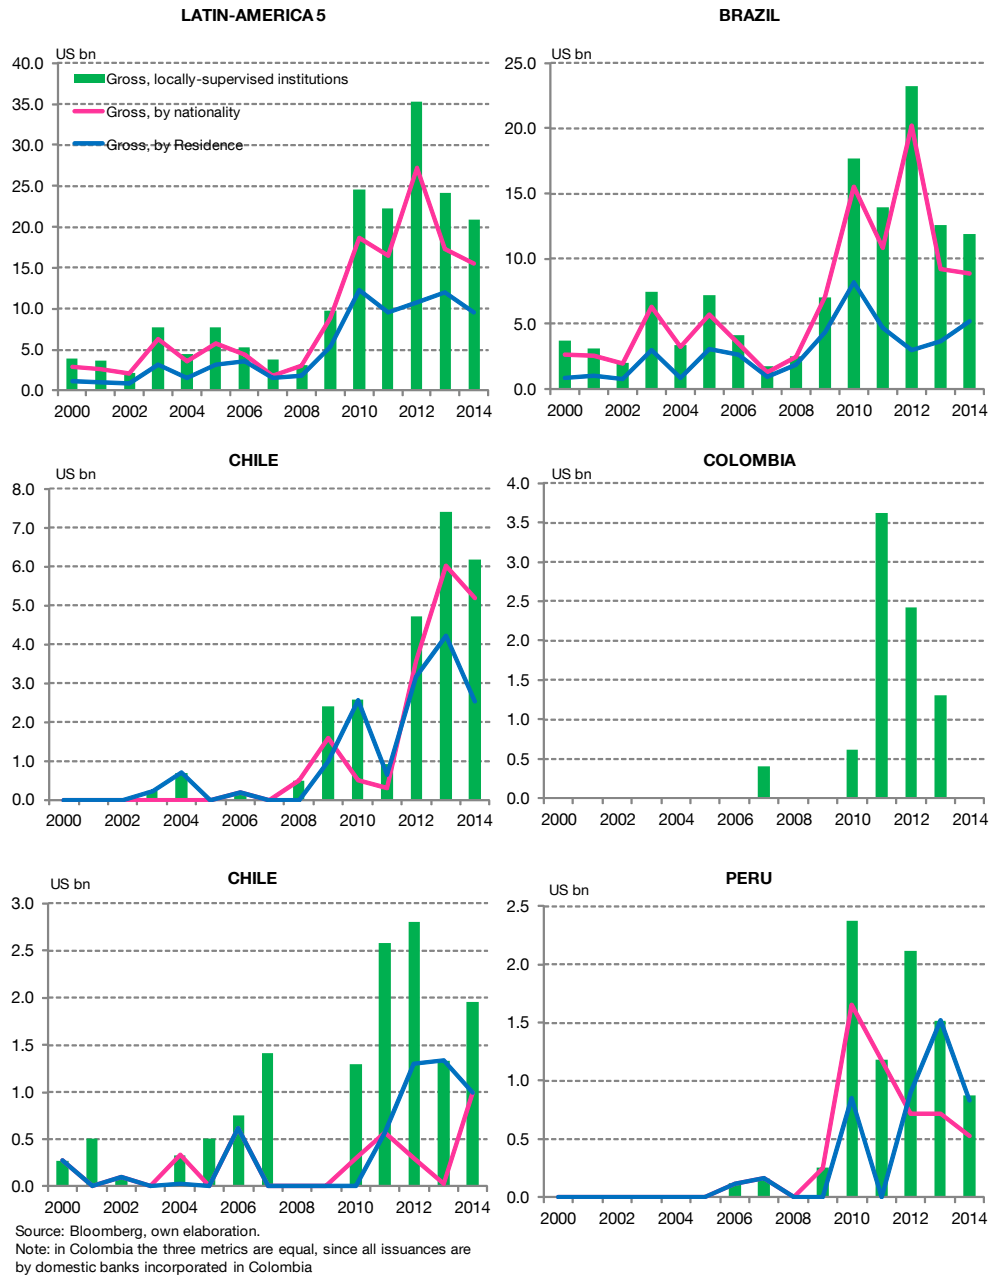 LATIN-AMERICA 5
US bn
40.0
35.0
30.0
25.0
20.0
15.0
10.0
5.0
0.0
Gross, locally-supervised institutions
Gross, by nationality
Gross, by Residence
2000 2002 2004 2006 2008 2010 2012 2014
BRAZIL
US bn
25.0
20.0
15.0
10.0
5.0
0.0
2000 2002 2004 2006 2008 2010 2012 2014
CHILE
US bn
8.0
7.0
6.0
5.0
4.0
3.0
2.0
1.0
0.0
2000 2002 2004 2006 2008 2010 2012 2014
COLOMBIA
US bn
4.0
3.5
3.0
2.5
2.0
1.5
1.0
0.5
0.0
2000 2002 2004 2006 2008 2010 2012 2014
CHILE
US bn
3.0
2.5
2.0
1.5
1.0
0.5
0.0
2000 2002 2004 2006 2008 2010 2012 2014
PERU
US bn
2.5
2.0
1.5
1.0
0.5
0.0
2000 2002 2004 2006 2008 2010 2012 2014
Source: Bloomberg, own elaboration.
Note: in Colombia the three metrics are equal, since all issuances are
by domestic banks incorporated in Colombia